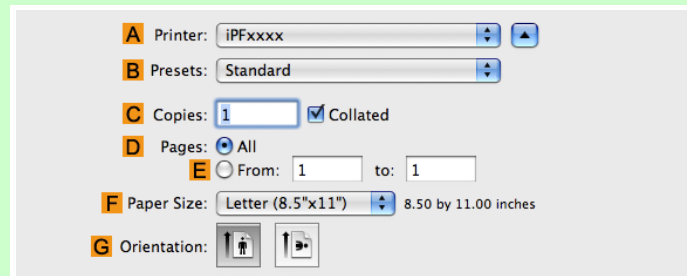 A Printer: iPFxxxx
B Presets: Standard
C Copies: 1 Collated
D Pages: All
E From: 1 to: 1
F Paper Size: Letter (8.5"x11") 8.50 by 11.00 inches
G Orientation: